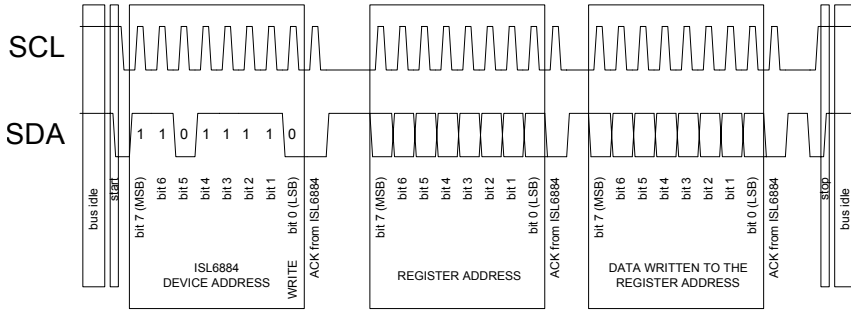 SCL
SDA
1 1 0 1 1 1 1 0
bus idle
start
bit 7 (MSB)
bit 6
bit 5
bit 4
bit 3
bit 2
bit 1
bit 0 (LSB)
ACK from ISL6884
bit 7 (MSB)
bit 6
bit 5
bit 4
bit 3
bit 2
bit 1
bit 0 (LSB)
ACK from ISL6884
bit 7 (MSB)
bit 6
bit 5
bit 4
bit 3
bit 2
bit 1
bit 0 (LSB)
ACK from ISL6884
stop
bus idle
ISL6884
DEVICE ADDRESS
WRITE
REGISTER ADDRESS
DATA WRITTEN TO THE
REGISTER ADDRESS